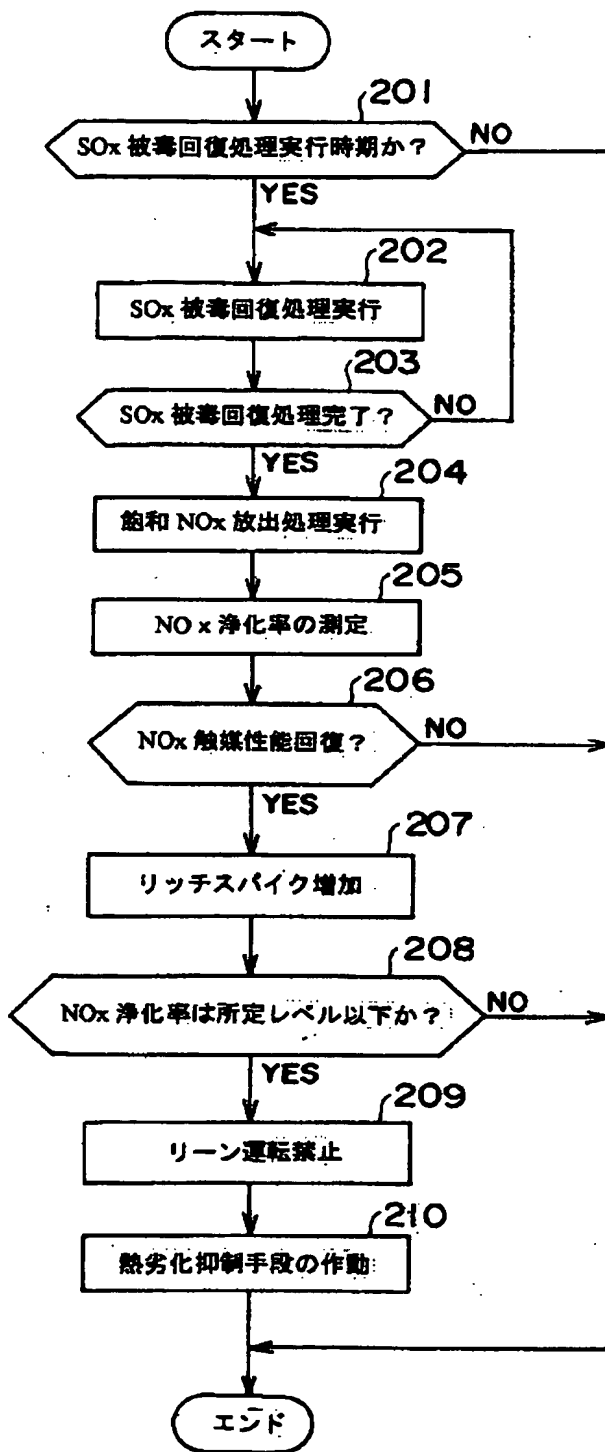 スタート
201
SOx 被毒回復処理実行時期か?
NO
YES
202
SOx 被毒回復処理実行
203
SOx 被毒回復処理完了?
NO
YES
204
飽和 NOx 放出処理実行
205
NOx 浄化率の測定
206
NOx 触媒性能回復?
NO
YES
207
リッチスパイク増加
208
NOx 浄化率は所定レベル以下か?
NO
YES
209
リーン運転禁止
210
熱劣化抑制手段の作動
エンド